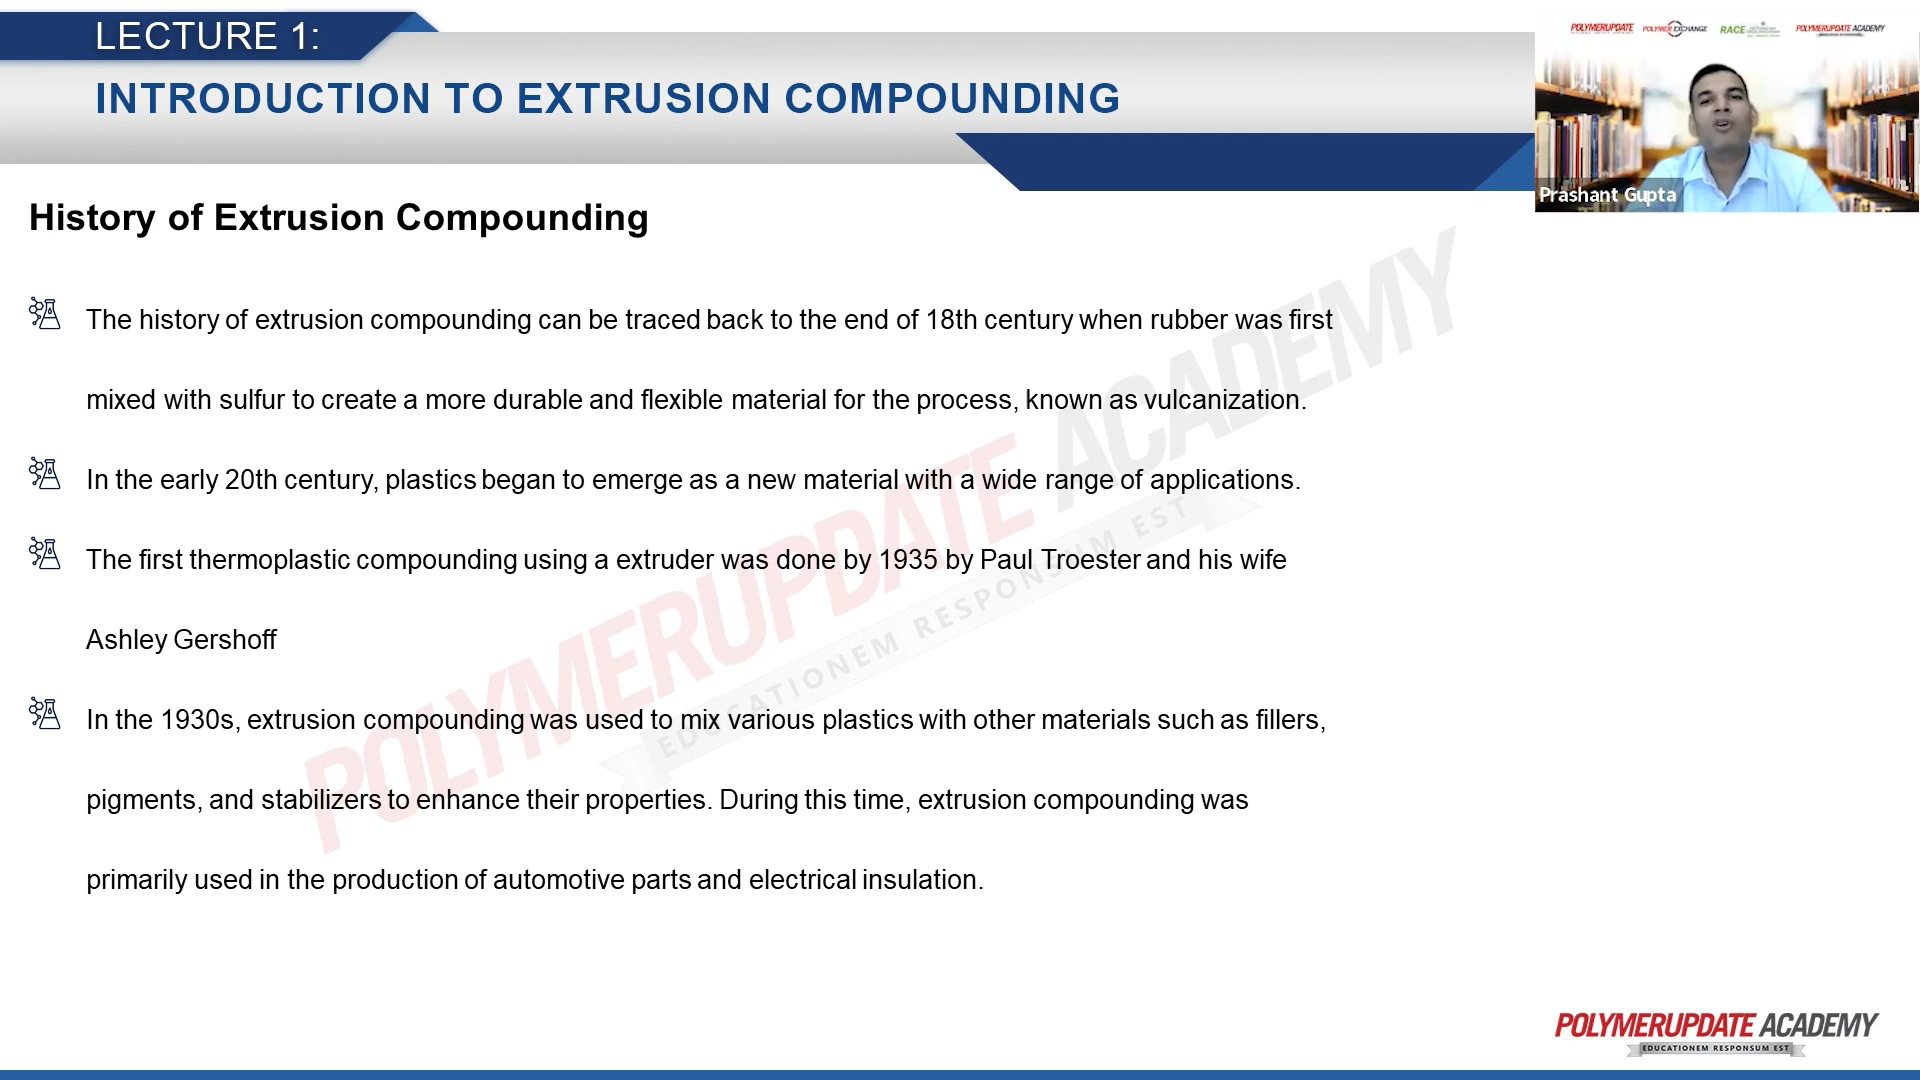 LECTURE 1:
INTRODUCTION TO EXTRUSION COMPOUNDING
POLYMERUPDATE
POLYMER EXCHANGE
RACE
POLYMERUPDATE ACADEMY
Prashant Gupta
History of Extrusion Compounding
The history of extrusion compounding can be traced back to the end of 18th century when rubber was first
mixed with sulfur to create a more durable and flexible material for the process, known as vulcanization.
In the early 20th century, plastics began to emerge as a new material with a wide range of applications.
The first thermoplastic compounding using a extruder was done by 1935 by Paul Troester and his wife
Ashley Gershoff
In the 1930s, extrusion compounding was used to mix various plastics with other materials such as fillers,
pigments, and stabilizers to enhance their properties. During this time, extrusion compounding was
primarily used in the production of automotive parts and electrical insulation.
POLYMERUPDATE ACADEMY
EDUCATIONEM RESPONSUM EST
POLYMERUPDATE ACADEMY
EDUCATIONEM RESPONSUM EST